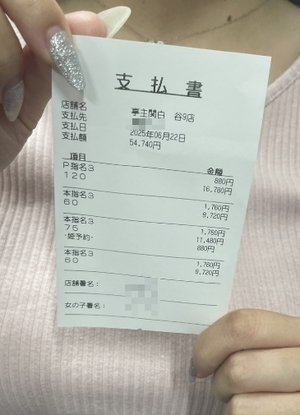 支払書
店舗名 亭主関白 谷9店
支払先
支払日 2025年06月22日
支払額 54,740円
項目 金額
P指名3 880円
120 16,780円
本指名3 1,760円
60 9,720円
本指名3 1,760円
75 11,480円
-姫予約- 880円
本指名3 1,760円
60 9,720円
店舗署名:
女の子署名: